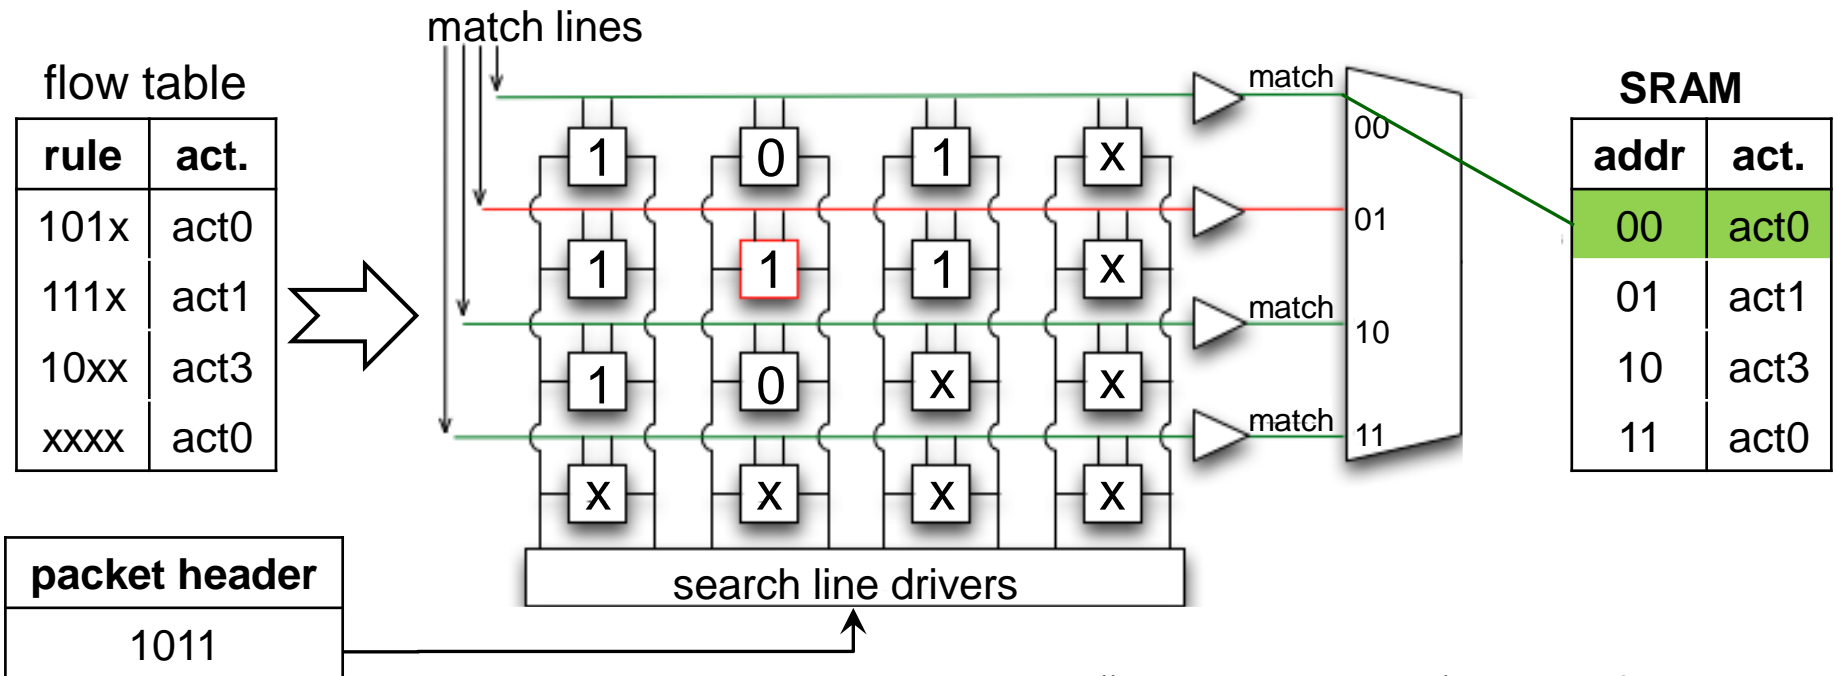 match lines
flow table
rule act.
101x act0
111x act1
10xx act3
xxxx act0
packet header
1011
1 0 1 x
1 1 1 x
1 0 x x
x x x x
search line drivers
match
match
match
00
01
10
11
SRAM
addr act.
00 act0
01 act1
10 act3
11 act0